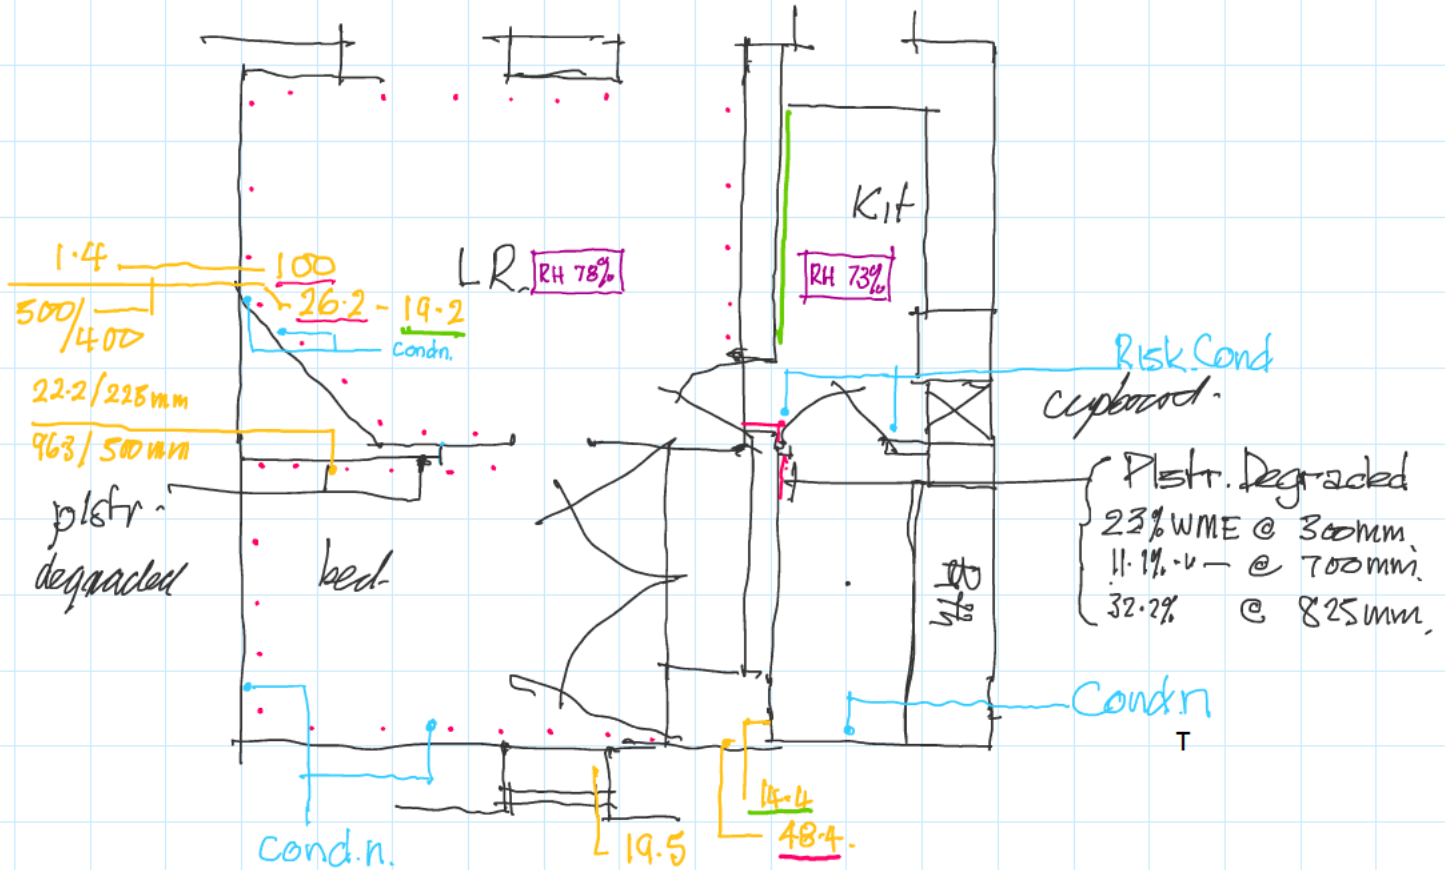 Kit
LR.
RH 78%
RH 73%
1.4
100
26.2 - 19.2
500/
/400
Condn.
22.2/228mm
963/500mm
Risk.Cond
cupboard.
plstr.
degraded
bed
Plstr. Degraded
23% WME @ 300mm.
11.1% -u- @ 700mm.
32.2% @ 825mm.
Cond.n
T
14.4
48.4.
19.5
Cond.n.